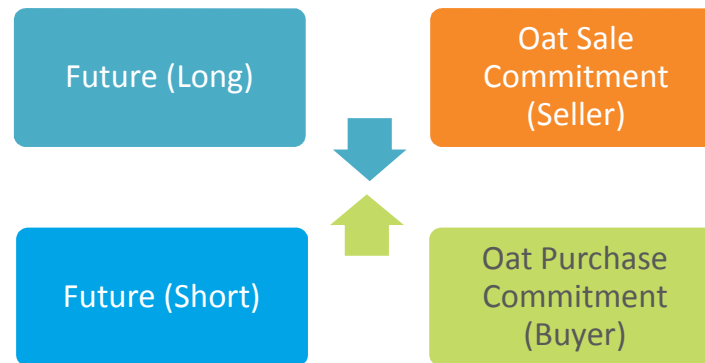 Future (Long)
Oat Sale
Commitment
(Seller)
Future (Short)
Oat Purchase
Commitment
(Buyer)